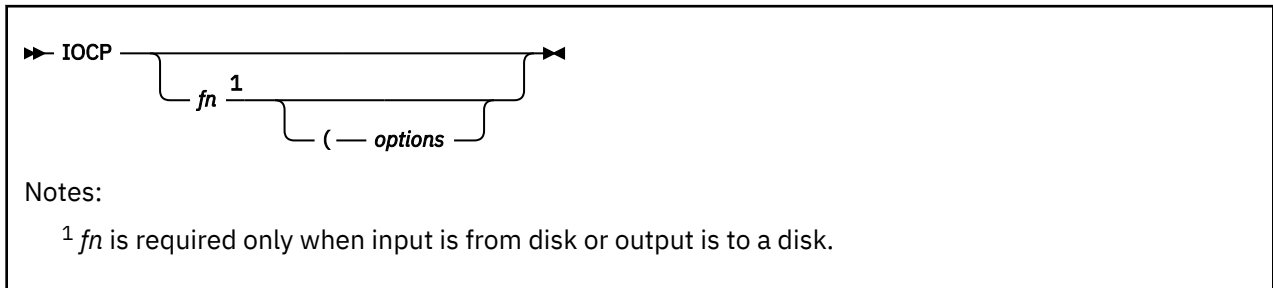 IOCP
fn 1
( options
Notes:
1 fn is required only when input is from disk or output is to a disk.